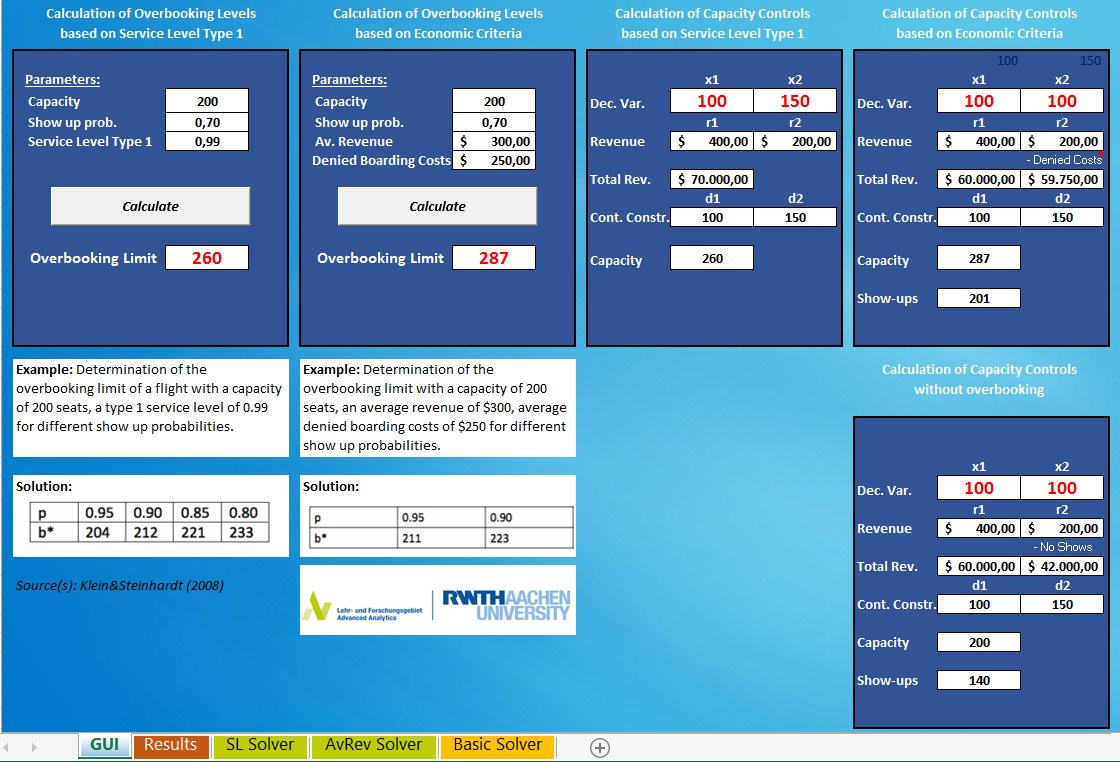 Calculation of Overbooking Levels
based on Service Level Type 1
Parameters:
Capacity 200
Show up prob. 0,70
Service Level Type 1 0,99
Calculate
Overbooking Limit 260
Example: Determination of the
overbooking limit of a flight with a capacity
of 200 seats, a type 1 service level of 0.99
for different show up probabilities.
Solution:
p 0.95 0.90 0.85 0.80
b* 204 212 221 233
Source(s): Klein&Steinhardt (2008)
Calculation of Overbooking Levels
based on Economic Criteria
Parameters:
Capacity 200
Show up prob. 0,70
Av. Revenue $ 300,00
Denied Boarding Costs $ 250,00
Calculate
Overbooking Limit 287
Example: Determination of the
overbooking limit with a capacity of 200
seats, an average revenue of $300, average
denied boarding costs of $250 for different
show up probabilities.
Solution:
p 0.95 0.90
b* 211 223
Lehr- und Forschungsgebiet
Advanced Analytics
RWTHAACHEN
UNIVERSITY
Calculation of Capacity Controls
based on Service Level Type 1
x1 x2
Dec. Var. 100 150
r1 r2
Revenue $ 400,00 $ 200,00
Total Rev. $ 70.000,00
d1 d2
Cont. Constr. 100 150
Capacity 260
Calculation of Capacity Controls
based on Economic Criteria
100 150
x1 x2
Dec. Var. 100 100
r1 r2
Revenue $ 400,00 $ 200,00
- Denied Costs
Total Rev. $ 60.000,00 $ 59.750,00
d1 d2
Cont. Constr. 100 150
Capacity 287
Show-ups 201
Calculation of Capacity Controls
without overbooking
x1 x2
Dec. Var. 100 100
r1 r2
Revenue $ 400,00 $ 200,00
- No Shows
Total Rev. $ 60.000,00 $ 42.000,00
d1 d2
Cont. Constr. 100 150
Capacity 200
Show-ups 140
GUI Results SL Solver AvRev Solver Basic Solver